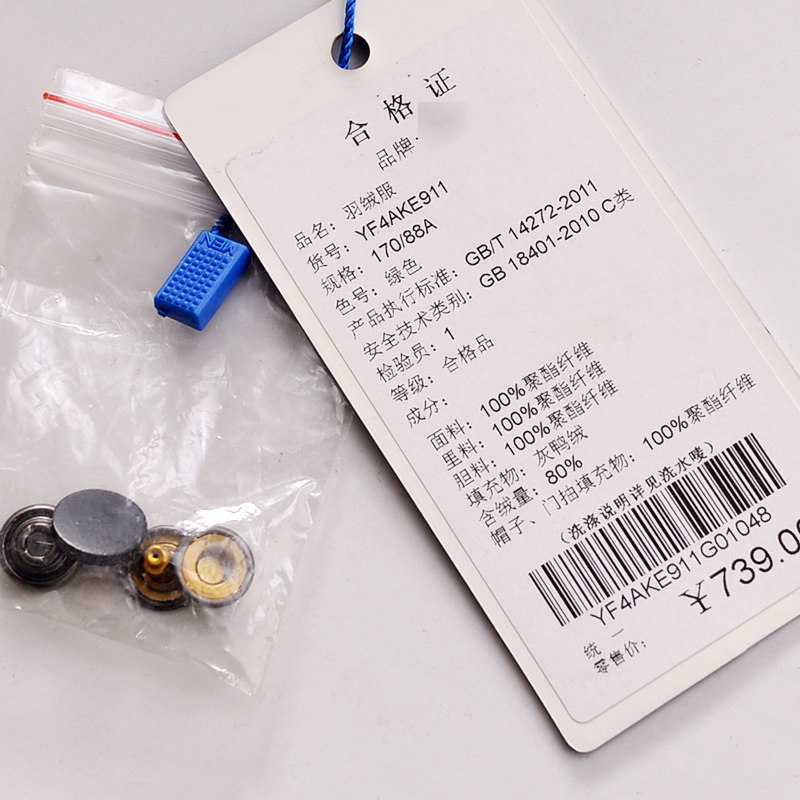 合格证
品牌:
品名: 羽绒服
货号: YF4AKE911
规格: 170/88A
色号: 绿色
产品执行标准: GB/T 14272-2011
安全技术类别: GB 18401-2010 C类
检验员: 1
等级: 合格品
成分:
面料: 100%聚酯纤维
里料: 100%聚酯纤维
胆料: 100%聚酯纤维
填充物: 灰鸭绒
含绒量: 80%
帽子、门抽填充物: 100%聚酯纤维
(洗涤说明详见洗水唛)
YF4AKE911G01048
统一
零售价: ¥739.00
MEN